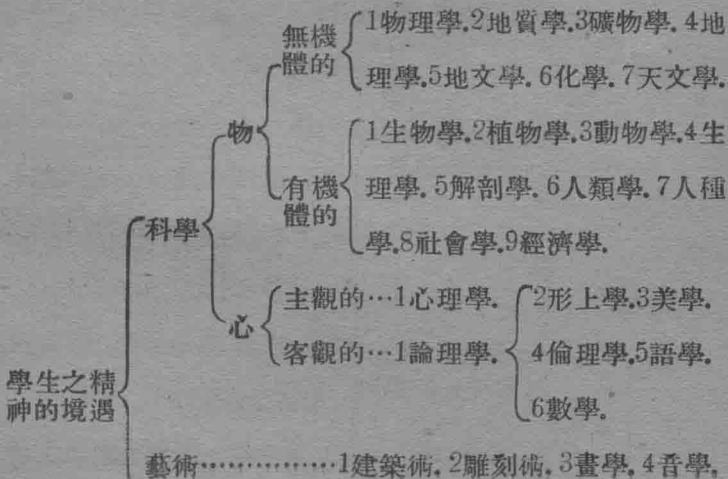 無機體的
1物理學.2地質學.3礦物學.4地
理學.5地文學.6化學.7天文學.
物
有機體的
1生物學.2植物學.3動物學.4生
理學.5解剖學.6人類學.7人種
學.8社會學.9經濟學.
科學
心
主觀的…1心理學.
客觀的…1論理學.
2形上學.3美學.
4倫理學.5語學.
6數學。
學生之精
神的境遇
藝術……………1建築術.2雕刻術.3畫學.4音學.